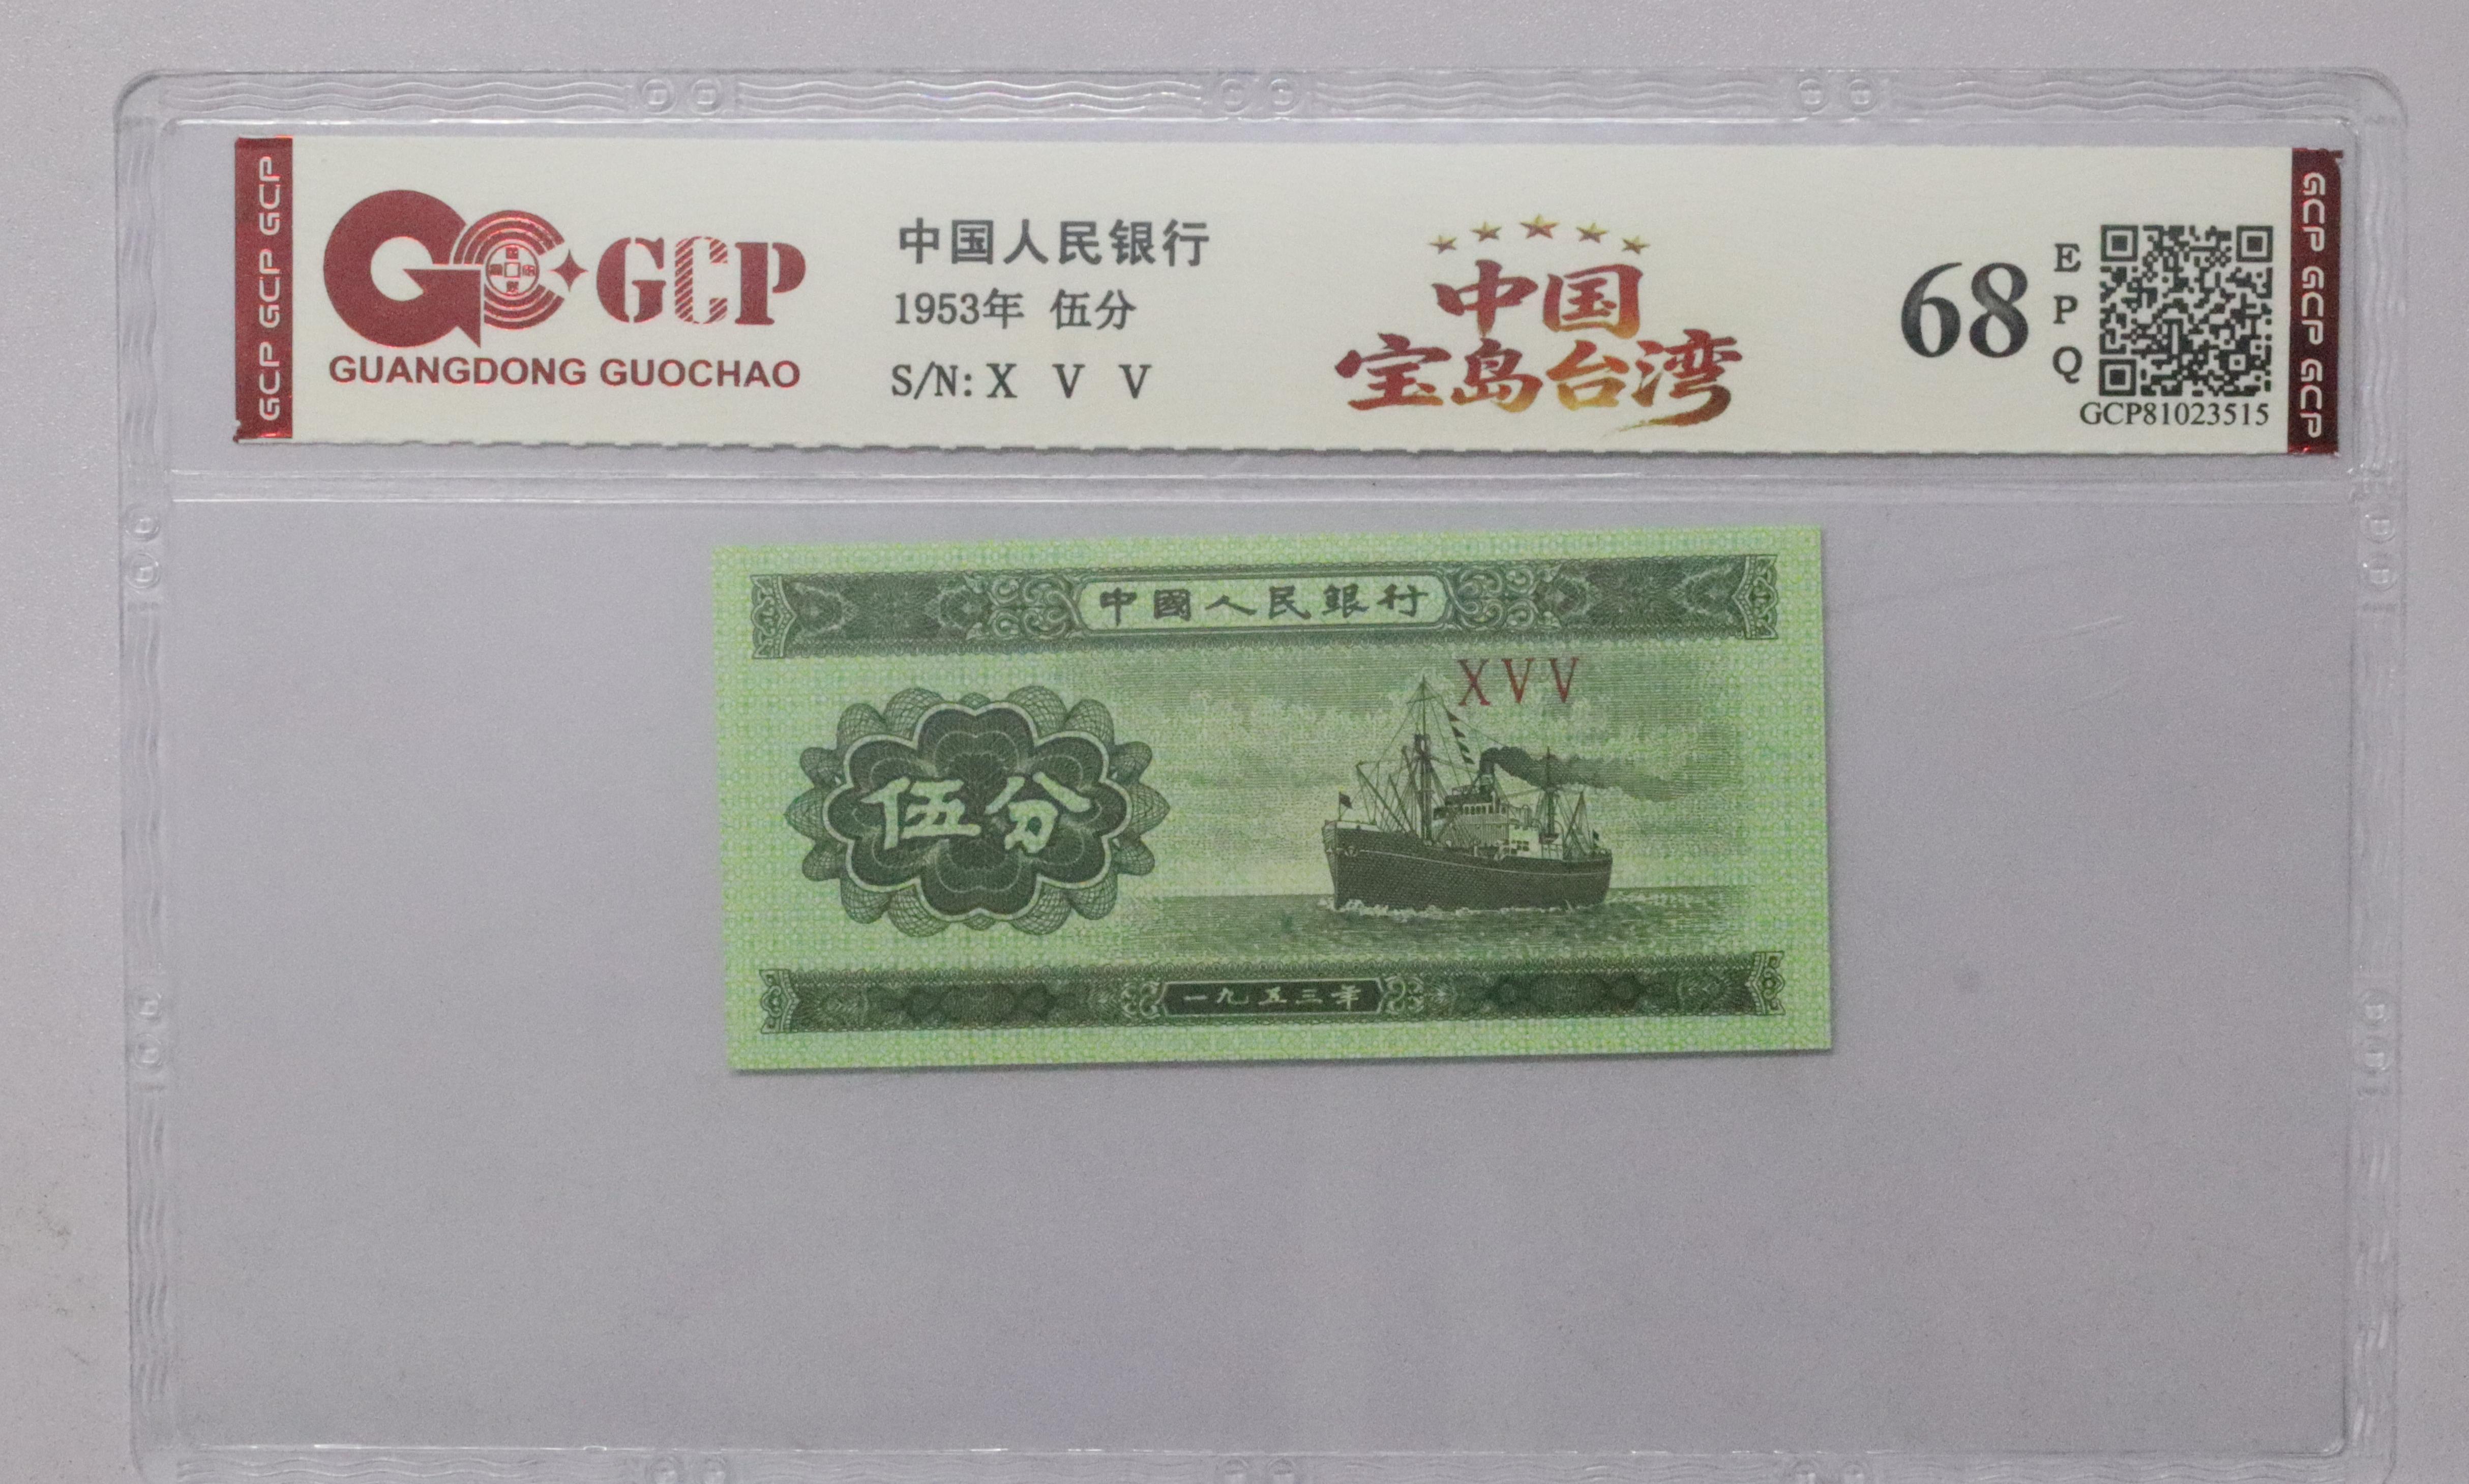 GCP GCP GCP
GCP
GUANGDONG GUOCHAO
中国人民银行
1953年 伍分
S/N: X V V
中国
宝岛台湾
68
E
P
Q
GCP81023515
GCP GCP GCP
中國人民銀行
XVV
伍分
一九五三年